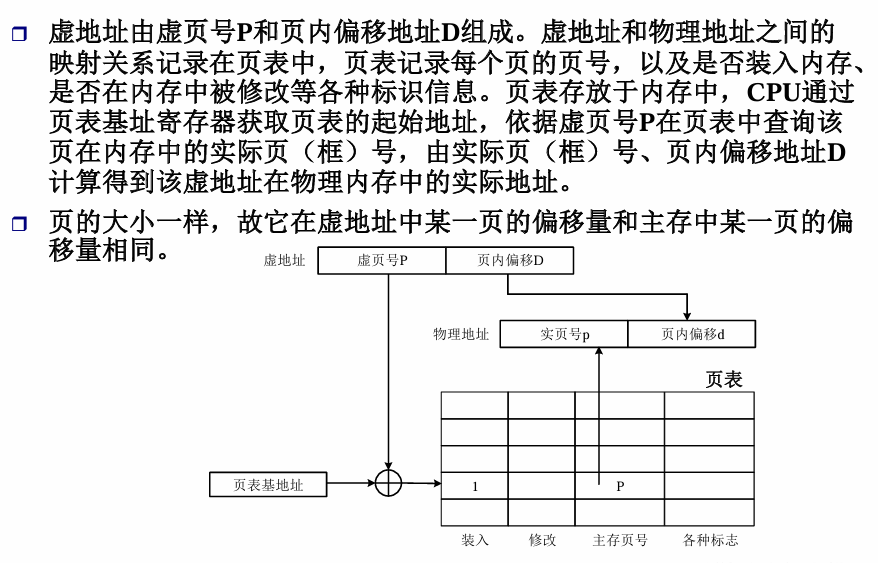 虚地址由虚页号P和页内偏移地址D组成。虚地址和物理地址之间的
映射关系记录在页表中，页表记录每个页的页号，以及是否装入内存、
是否在内存中被修改等各种标识信息。页表存放于内存中，CPU通过
页表基址寄存器获取页表的起始地址，依据虚页号P在页表中查询该
页在内存中的实际页（框）号，由实际页（框）号、页内偏移地址D
计算得到该虚地址在物理内存中的实际地址。
页的大小一样，故它在虚地址中某一页的偏移量和主存中某一页的偏
移量相同。
虚地址 虚页号P 页内偏移D
物理地址 实页号p 页内偏移d
页表
页表基地址 1 P
装入 修改 主存页号 各种标志